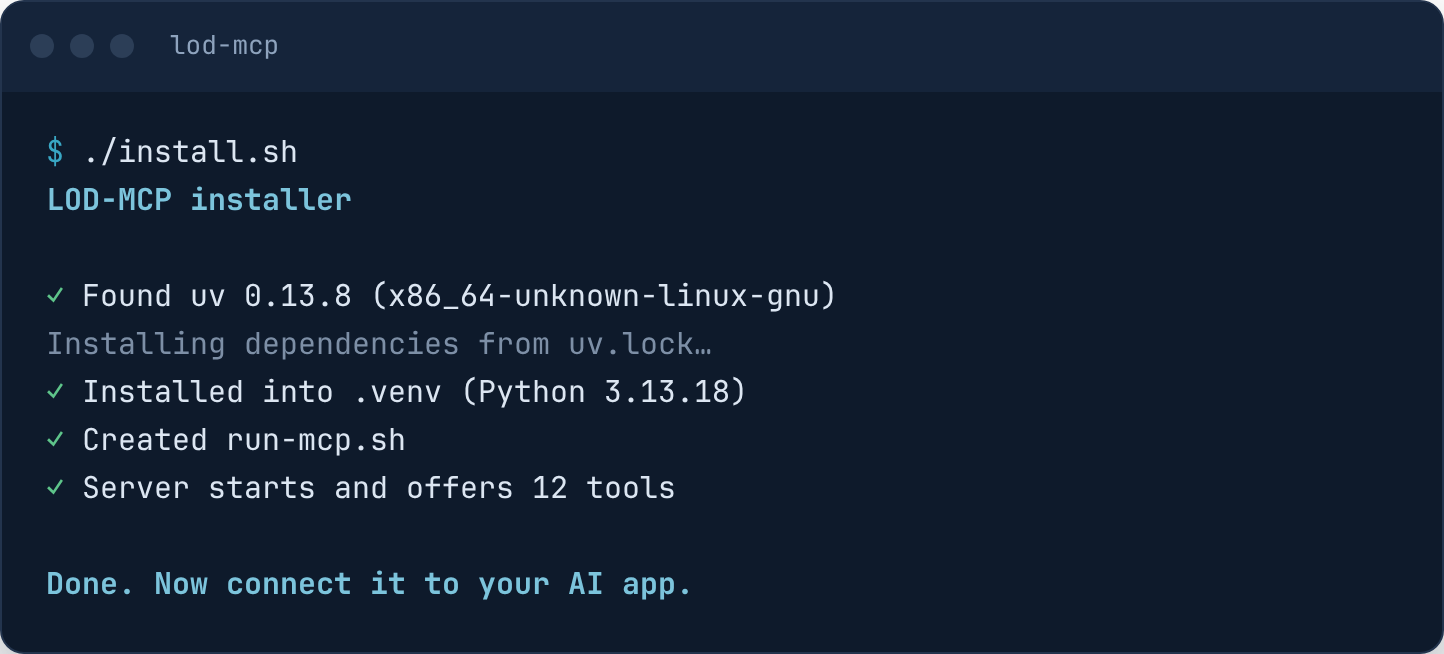 lod-mcp
$ ./install.sh
LOD-MCP installer
✓ Found uv 0.13.8 (x86_64-unknown-linux-gnu)
Installing dependencies from uv.lock…
✓ Installed into .venv (Python 3.13.18)
✓ Created run-mcp.sh
✓ Server starts and offers 12 tools
Done. Now connect it to your AI app.